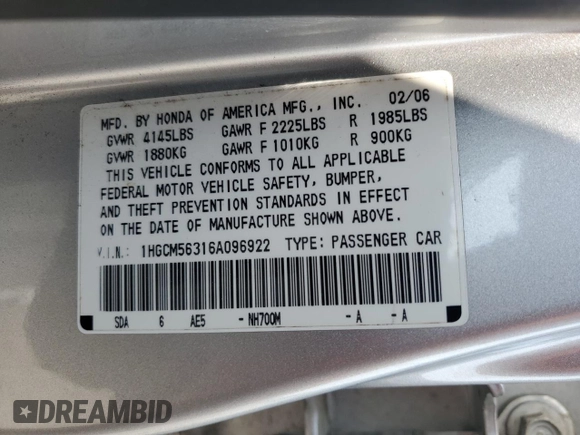 MFD. BY HONDA OF AMERICA MFG., INC. 02/06
GVWR 4145LBS GAWR F 2225LBS R 1985LBS
GVWR 1880KG GAWR F 1010KG R 900KG
THIS VEHICLE CONFORMS TO ALL APPLICABLE
FEDERAL MOTOR VEHICLE SAFETY, BUMPER,
AND THEFT PREVENTION STANDARDS IN EFFECT
ON THE DATE OF MANUFACTURE SHOWN ABOVE.
V.I.N.: 1HGCM56316A096922 TYPE: PASSENGER CAR
SDA 6 AE5 - NH700M - A - A
DREAMBID